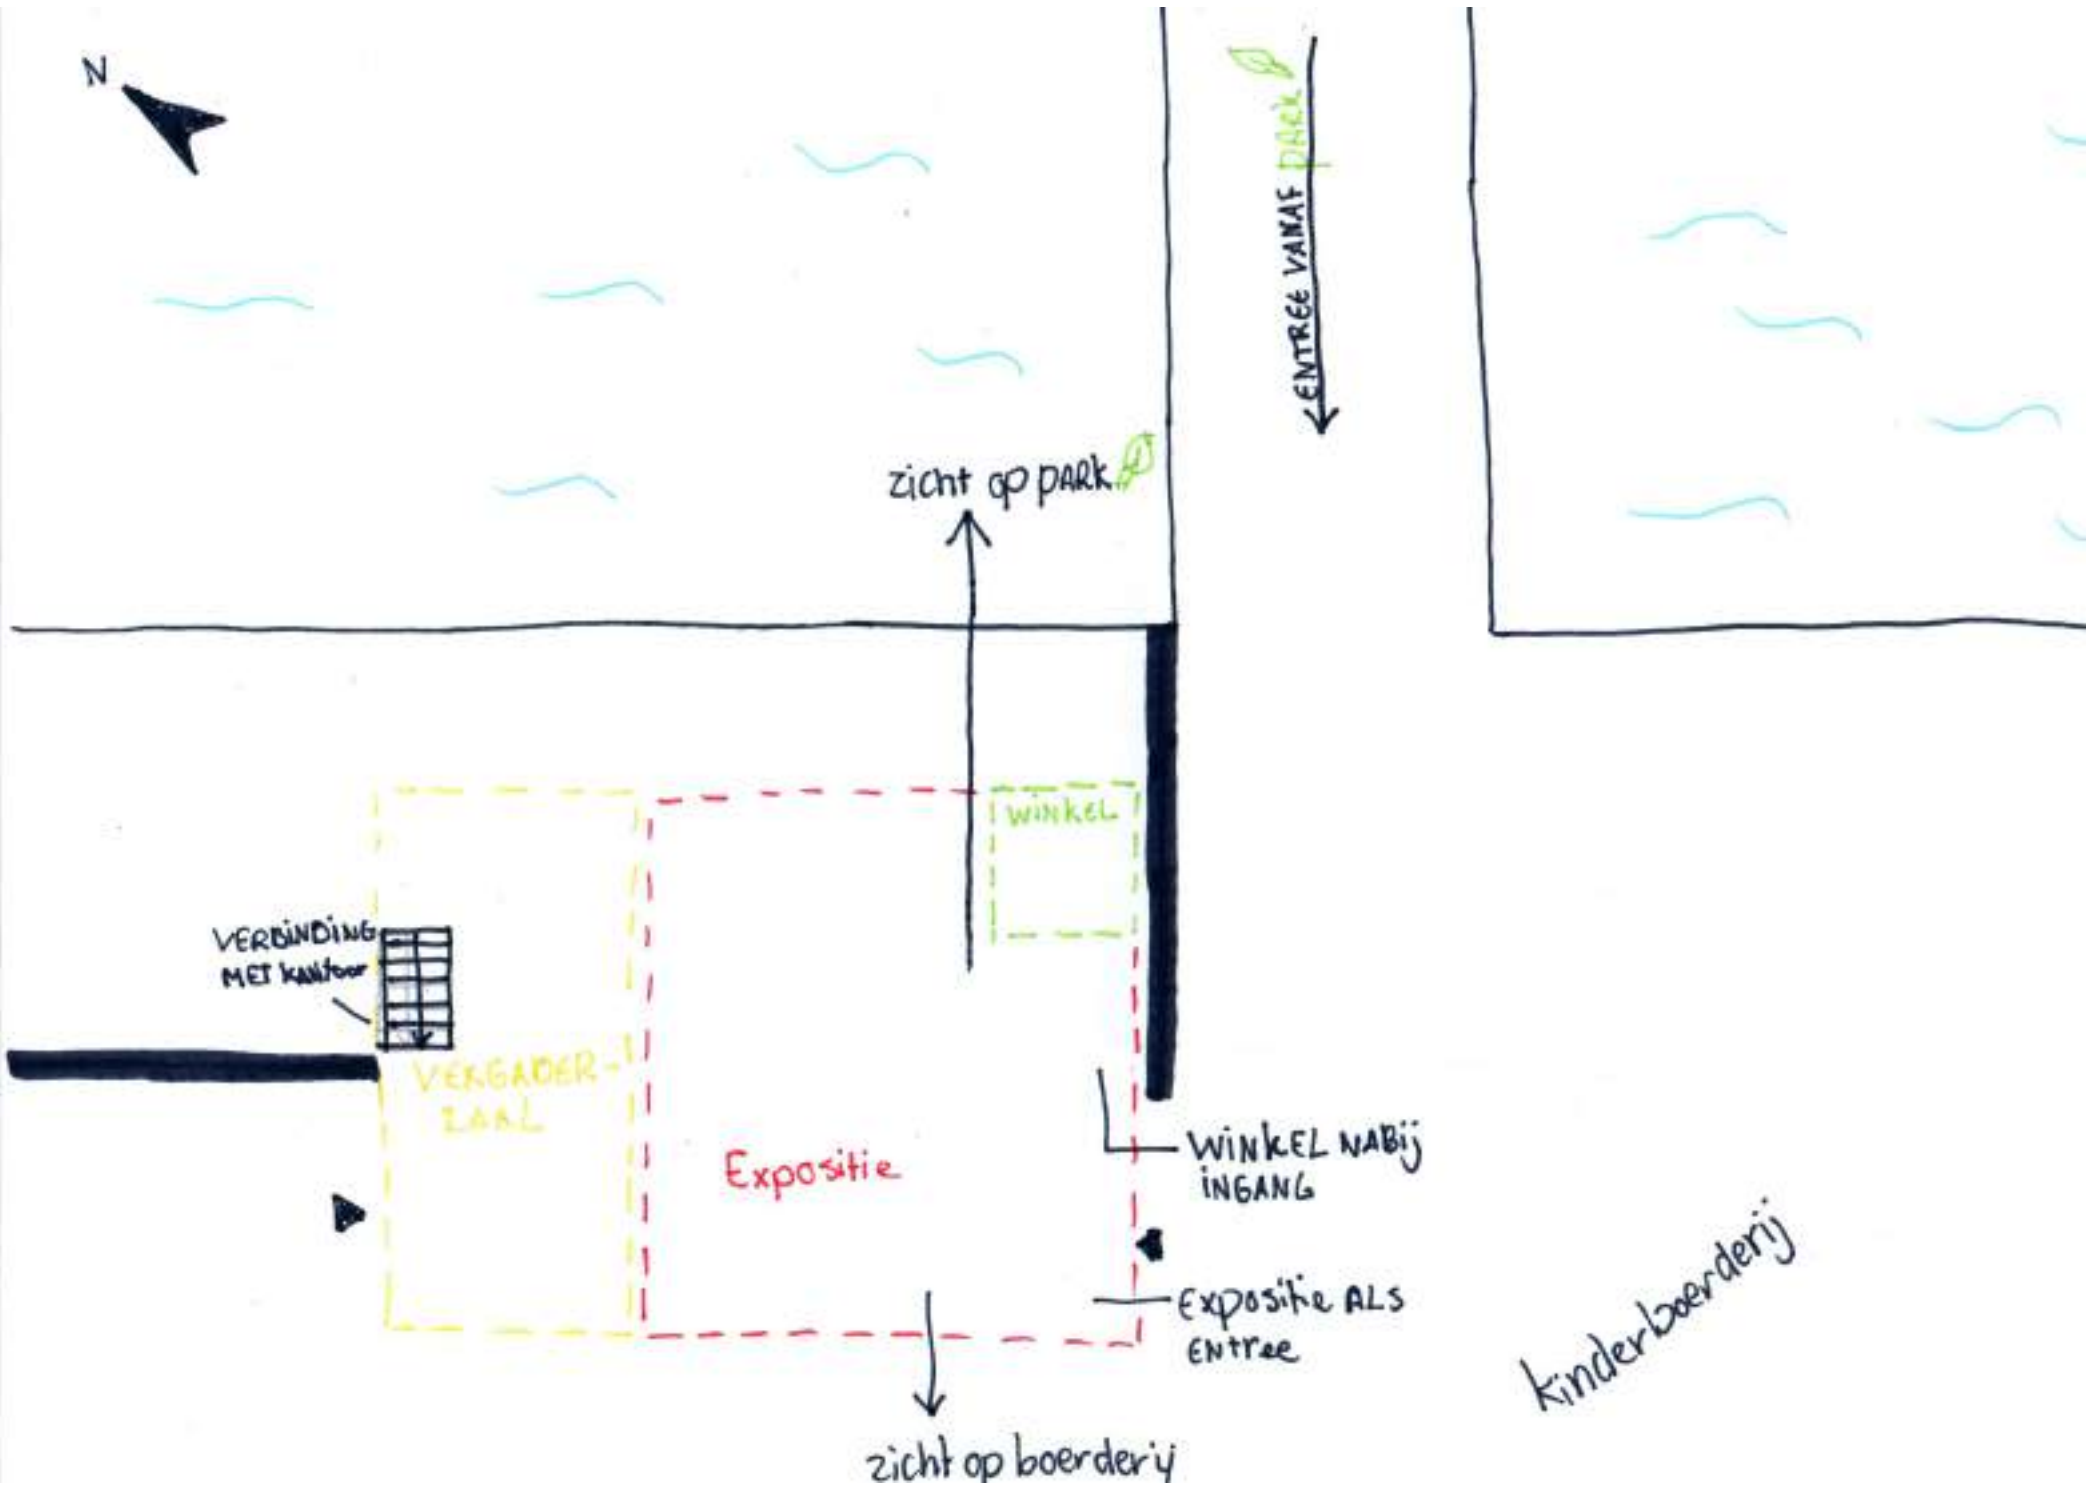 N
ENTREE VANAF PARK
zicht op PARK
WINKEL
VERBINDING
MET KANtoor
VERGADER-
ZAAL
Expositie
WINKEL NABij
iNGANG
Expositie ALS
ENtree
kinderboerderij
zicht op boerderij